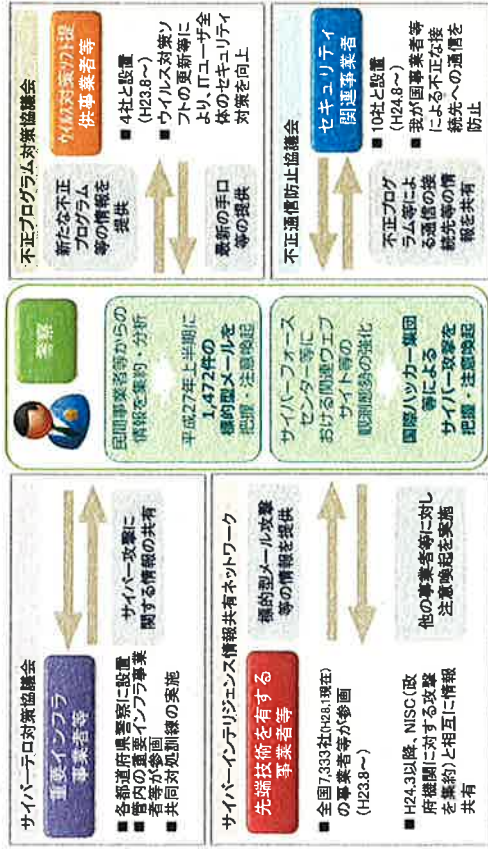 サイバーテロ対策協議会
重要インフラ
事業者等
■ 各都道府県警察に設置
■ 管内の重要インフラ事業
者等が参画
■ 共同対処訓練の実施
サイバー攻撃に
関する情報の共有
サイバーインテリジェンス情報共有ネットワーク
先端技術を有する
事業者等
■ 全国7,333社(H28.1現在)
の事業者等が参画
(H23.8～)
■ H24.3以降、NISC(政
府機関に対する攻撃
を集約)と相互に情報
共有
標的型メール攻撃
等の情報を提供
他の事業者等に対し
注意喚起を実施
警察
民間事業者等からの
情報を集約・分析
平成27年上半期に
1,472件の
標的型メールを
把握・注意喚起
サイバーフォース
センター等に
おける関連ウェブ
サイト等の
観測態勢の強化
国際ハッカー集団
等による
サイバー攻撃を
把握・注意喚起
不正プログラム対策協議会
新たな不正
プログラム
等の情報を
提供
最新の手口
等の提供
ウイルス対策ソフト提
供事業者等
■ 4社と設置
(H23.8～)
■ ウイルス対策ソ
フトの更新等に
より、ITユーザ全
体のセキュリティ
対策を向上
不正通信防止協議会
不正プログ
ラム等によ
る通信の接
続先等の情
報を共有
セキュリティ
関連事業者
■ 10社と設置
(H24.8～)
■ 我が国事業者等
による不正な接
続先への通信を
防止